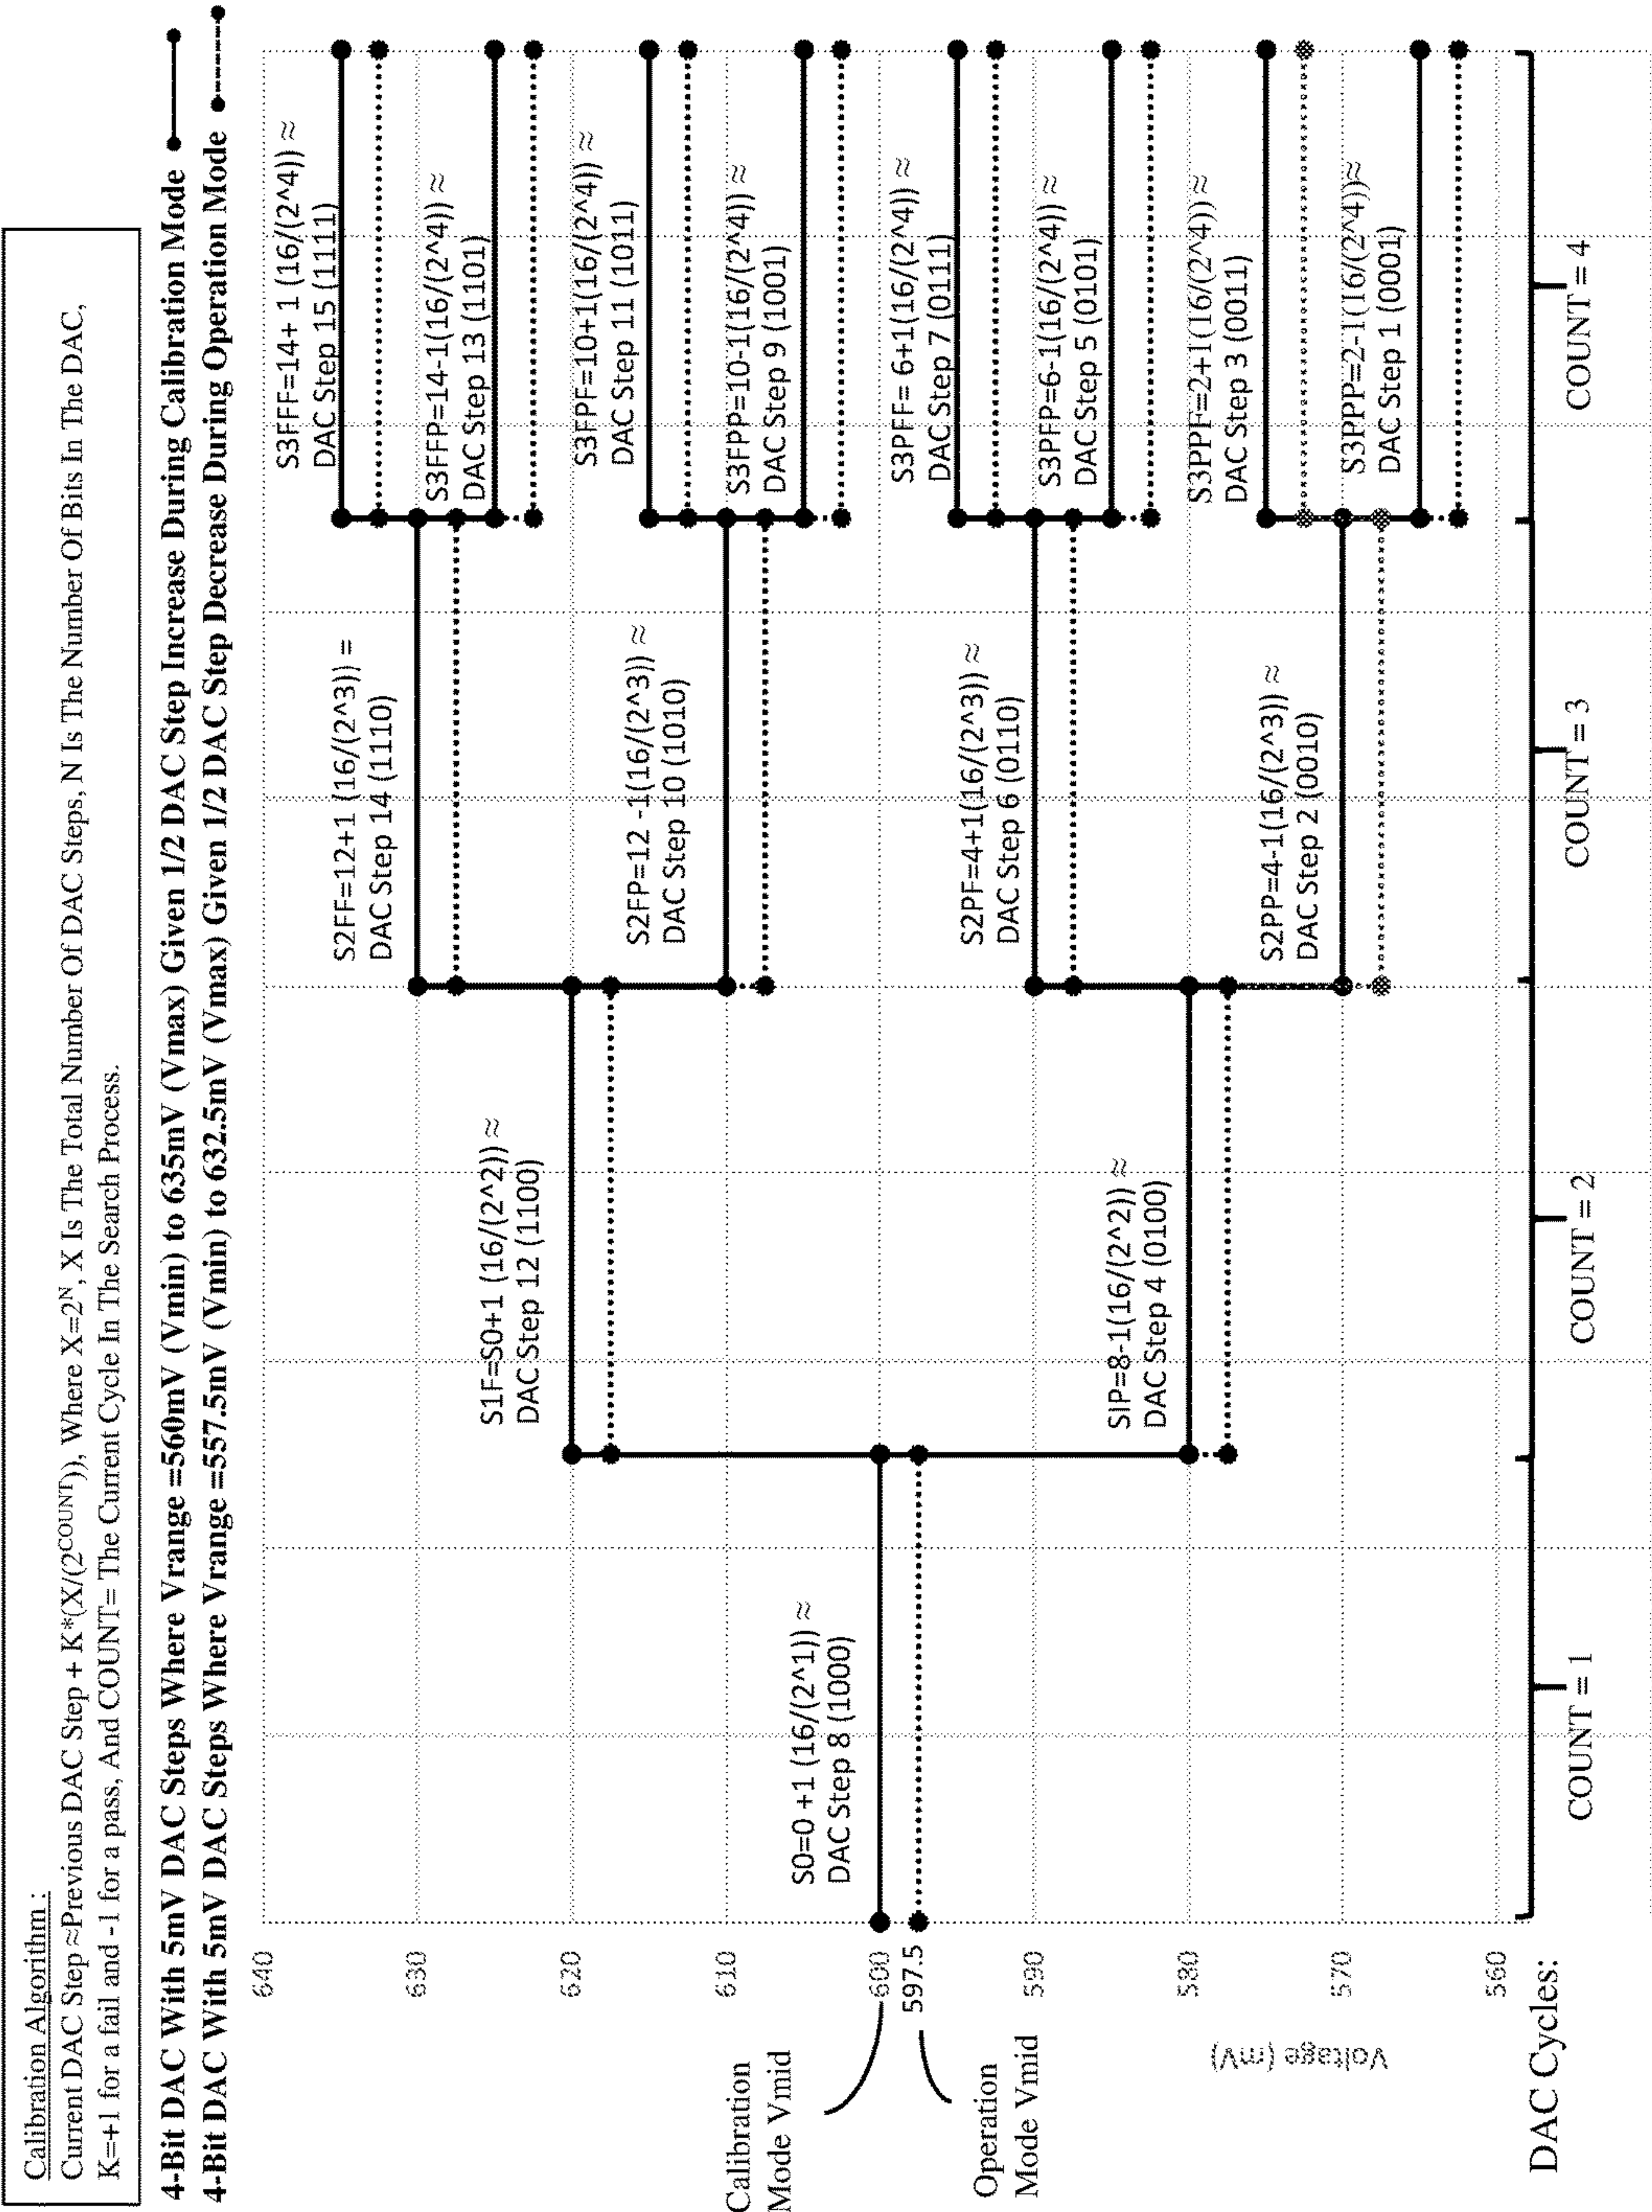 Calibration Algorithm :
Current DAC Step ≈Previous DAC Step + K*(X/(2^COUNT)), Where X=2^N, X Is The Total Number Of DAC Steps, N Is The Number Of Bits In The DAC,
K=+1 for a fail and -1 for a pass, And COUNT= The Current Cycle In The Search Process.
4-Bit DAC With 5mV DAC Steps Where Vrange =560mV (Vmin) to 635mV (Vmax) Given 1/2 DAC Step Increase During Calibration Mode
4-Bit DAC With 5mV DAC Steps Where Vrange =557.5mV (Vmin) to 632.5mV (Vmax) Given 1/2 DAC Step Decrease During Operation Mode
640
630
620
610
600
597.5
590
580
570
560
Voltage (mV)
Calibration
Mode Vmid
Operation
Mode Vmid
S0=0 +1 (16/(2^1)) ≈
DAC Step 8 (1000)
S1F=S0+1 (16/(2^2)) ≈
DAC Step 12 (1100)
SIP=8-1(16/(2^2)) ≈
DAC Step 4 (0100)
S2FF=12+1 (16/(2^3)) =
DAC Step 14 (1110)
S2FP=12 -1(16/(2^3)) ≈
DAC Step 10 (1010)
S2PF=4+1(16/(2^3)) ≈
DAC Step 6 (0110)
S2PP=4-1(16/(2^3)) ≈
DAC Step 2 (0010)
S3FFF=14+ 1 (16/(2^4)) ≈
DAC Step 15 (1111)
S3FFP=14-1(16/(2^4)) ≈
DAC Step 13 (1101)
S3FPF=10+1(16/(2^4)) ≈
DAC Step 11 (1011)
S3FPP=10-1(16/(2^4)) ≈
DAC Step 9 (1001)
S3PFF= 6+1(16/(2^4)) ≈
DAC Step 7 (0111)
S3PFP=6-1(16/(2^4)) ≈
DAC Step 5 (0101)
S3PPF=2+1(16/(2^4)) ≈
DAC Step 3 (0011)
S3PPP=2-1(16/(2^4))≈
DAC Step 1 (0001)
DAC Cycles:
COUNT = 1
COUNT = 2
COUNT = 3
COUNT = 4